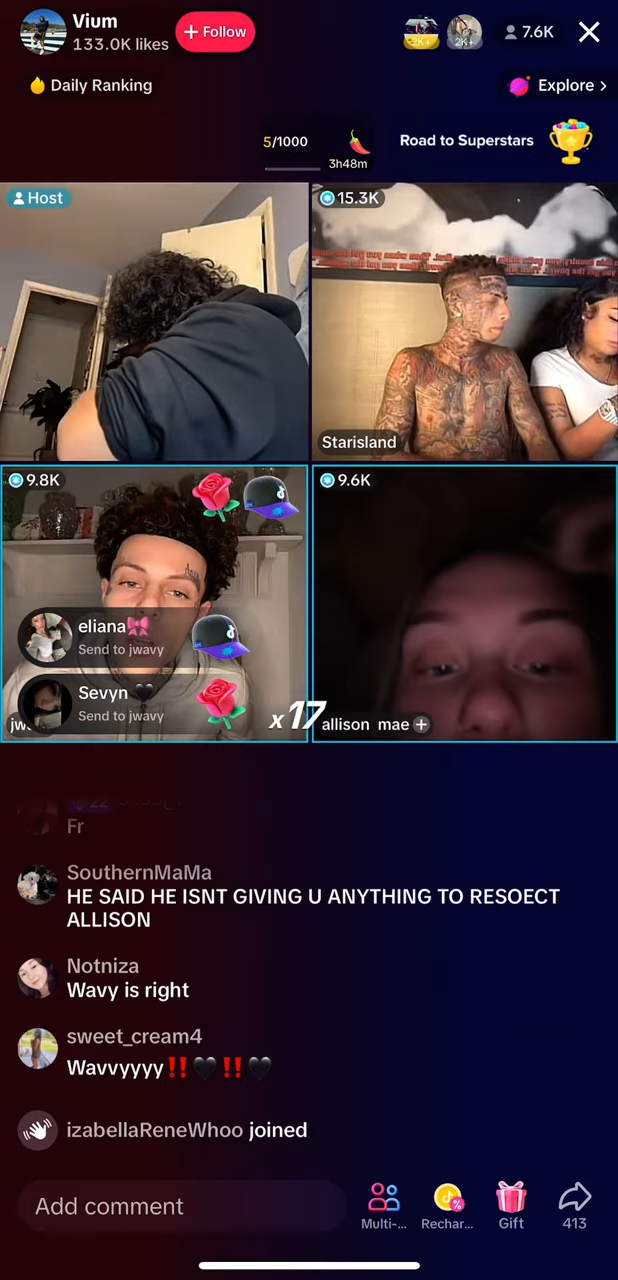 Vium
133.0K likes
+ Follow
2K+
2K+
7.6K
Daily Ranking
Explore >
5/1000
3h48m
Road to Superstars
Host
15.3K
Starisland
9.8K
9.6K
eliana🎀
Send to jwavy
Sevyn 🖤
Send to jwavy
x17
allison mae +
Fr
SouthernMaMa
HE SAID HE ISNT GIVING U ANYTHING TO RESOECT
ALLISON
Notniza
Wavy is right
sweet_cream4
Wavvyyyy‼️🖤‼️🖤
izabellaReneWhoo joined
Add comment
Multi-...
Rechar...
Gift
413